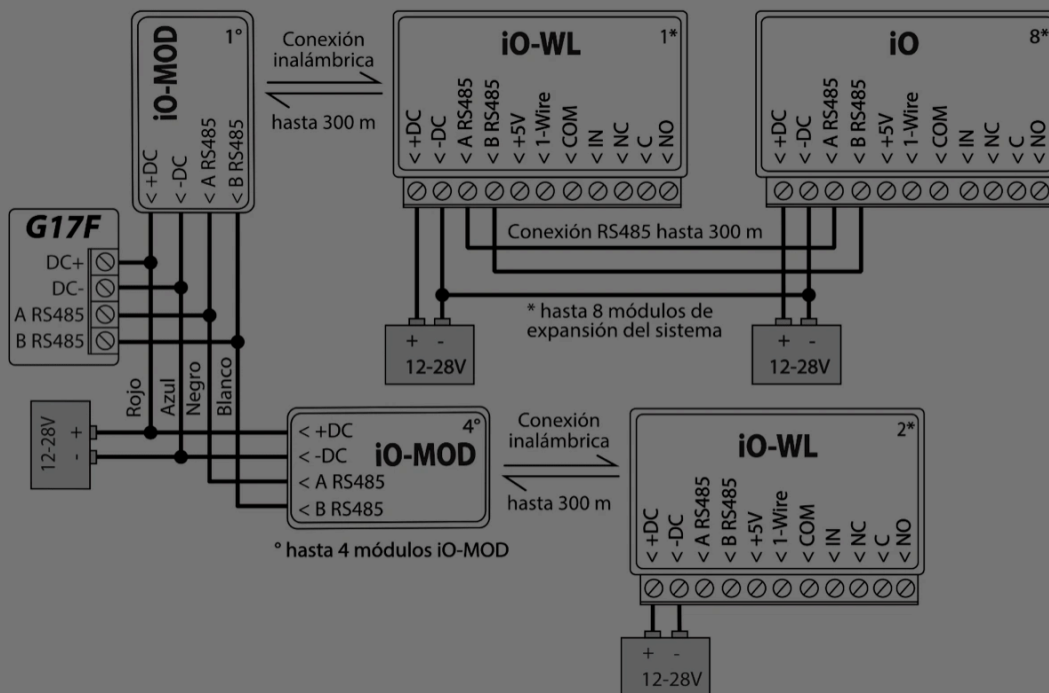 iO-MOD
1°
< +DC
< -DC
< A RS485
< B RS485
Conexión
inalámbrica
hasta 300 m
iO-WL
1*
< +DC
< -DC
< A RS485
< B RS485
< +5V
< 1-Wire
< COM
< IN
< NC
< C
< NO
iO
8*
< +DC
< -DC
< A RS485
< B RS485
< +5V
< 1-Wire
< COM
< IN
< NC
< C
< NO
G17F
DC+
DC-
A RS485
B RS485
Conexión RS485 hasta 300 m
* hasta 8 módulos de
expansión del sistema
+ -
12-28V
+ -
12-28V
Rojo
Azul
Negro
Blanco
12-28V
+
-
4°
iO-MOD
< +DC
< -DC
< A RS485
< B RS485
° hasta 4 módulos iO-MOD
Conexión
inalámbrica
hasta 300 m
iO-WL
2*
< +DC
< -DC
< A RS485
< B RS485
< +5V
< 1-Wire
< COM
< IN
< NC
< C
< NO
+ -
12-28V